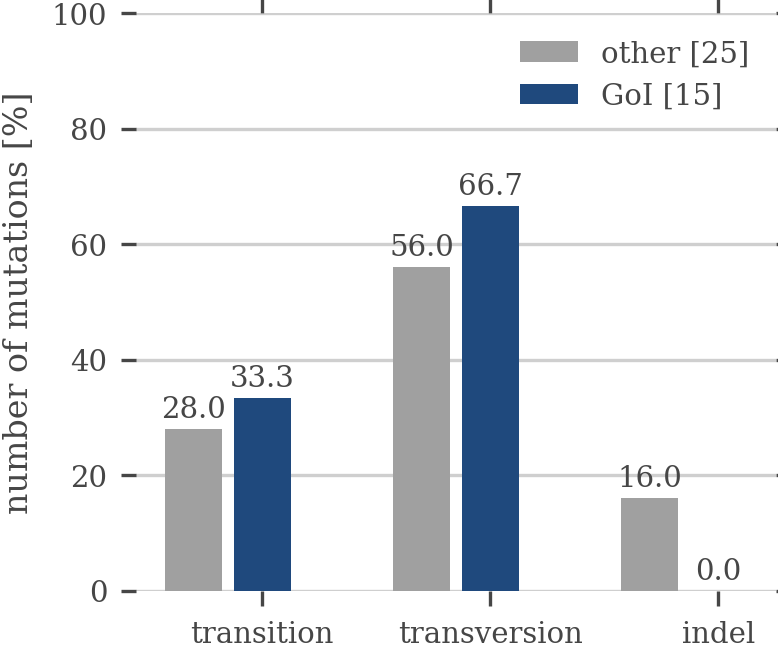 100
80
60
40
20
0
number of mutations [%]
other [25]
GoI [15]
28.0
33.3
56.0
66.7
16.0
0.0
transition
transversion
indel